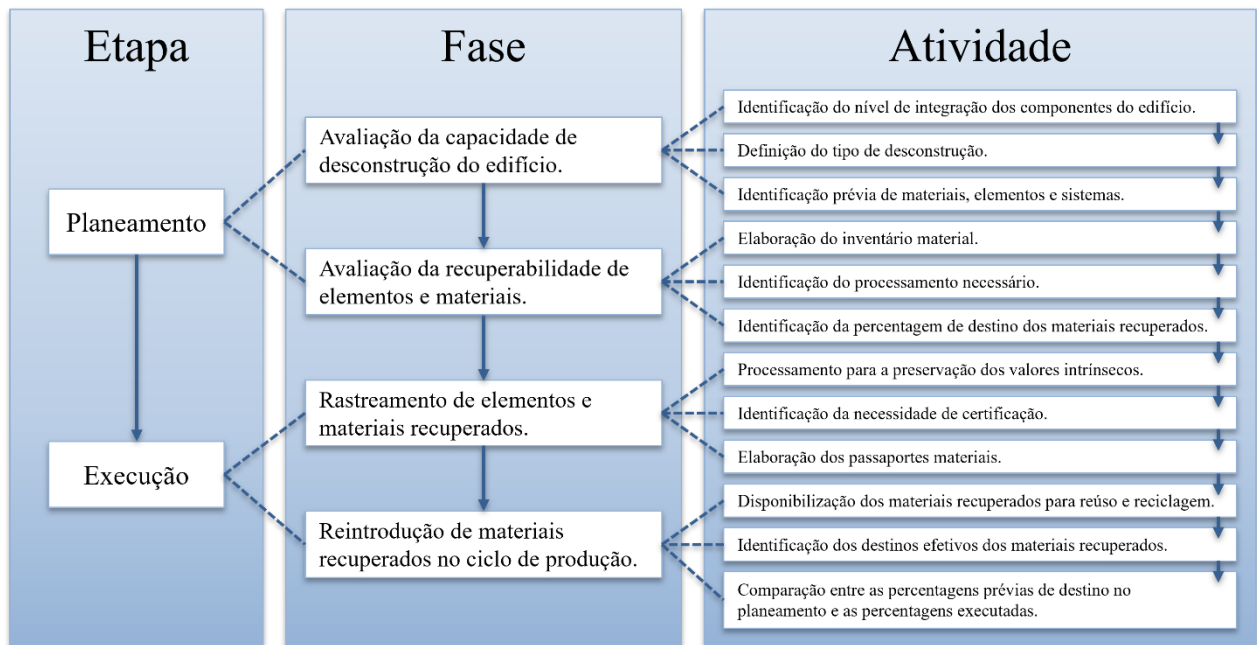 Etapa
Planeamento
Execução
Fase
Avaliação da capacidade de
desconstrução do edifício.
Avaliação da recuperabilidade de
elementos e materiais.
Rastreamento de elementos e
materiais recuperados.
Reintrodução de materiais
recuperados no ciclo de produção.
Atividade
Identificação do nível de integração dos componentes do edifício.
Definição do tipo de desconstrução.
Identificação prévia de materiais, elementos e sistemas.
Elaboração do inventário material.
Identificação do processamento necessário.
Identificação da percentagem de destino dos materiais recuperados.
Processamento para a preservação dos valores intrínsecos.
Identificação da necessidade de certificação.
Elaboração dos passaportes materiais.
Disponibilização dos materiais recuperados para reúso e reciclagem.
Identificação dos destinos efetivos dos materiais recuperados.
Comparação entre as percentagens prévias de destino no
planeamento e as percentagens executadas.